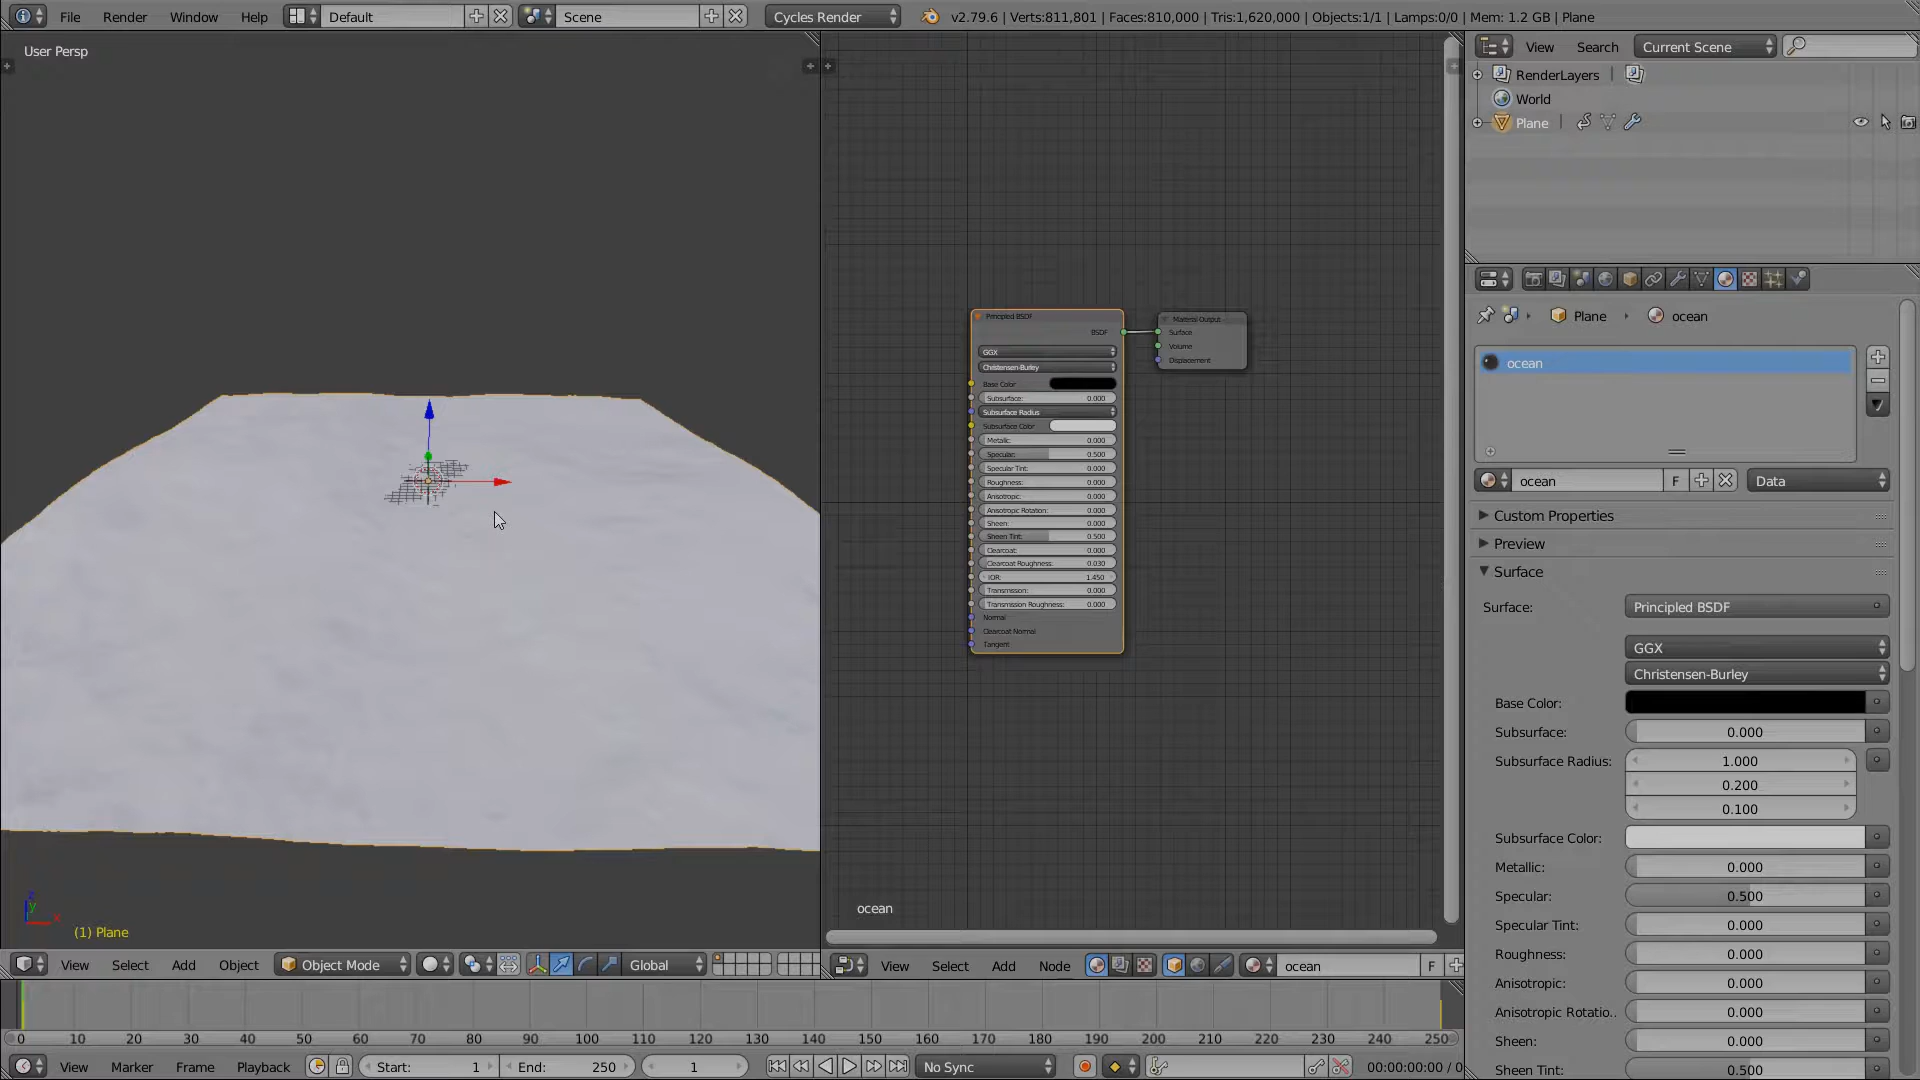 File Render Window Help Default Scene Cycles Render v2.79.6 | Verts:811,801 | Faces:810,000 | Tris:1,620,000 | Objects:1/1 | Lamps:0/0 | Mem: 1.2 GB | Plane
User Persp
View Search Current Scene
RenderLayers
World
Plane
Principled BSDF
BSDF
GGX
Christensen-Burley
Base Color
Subsurface: 0.000
Subsurface Radius
Subsurface Color
Metallic: 0.000
Specular: 0.500
Specular Tint: 0.000
Roughness: 0.000
Anisotropic: 0.000
Anisotropic Rotation: 0.000
Sheen: 0.000
Sheen Tint: 0.500
Clearcoat: 0.000
Clearcoat Roughness: 0.030
IOR: 1.450
Transmission: 0.000
Transmission Roughness: 0.000
Normal
Clearcoat Normal
Tangent
Material Output
Surface
Volume
Displacement
Plane ocean
ocean
ocean F Data
Custom Properties
Preview
Surface
Surface: Principled BSDF
GGX
Christensen-Burley
Base Color:
Subsurface: 0.000
Subsurface Radius: 1.000
0.200
0.100
Subsurface Color:
Metallic: 0.000
Specular: 0.500
Specular Tint: 0.000
Roughness: 0.000
Anisotropic: 0.000
Anisotropic Rotatio.. 0.000
Sheen: 0.000
Sheen Tint: 0.500
ocean
z
y
x
(1) Plane
View Select Add Object Object Mode Global
View Select Add Node ocean F
0 10 20 30 40 50 60 70 80 90 100 110 120 130 140 150 160 170 180 190 200 210 220 230 240 250
View Marker Frame Playback Start: 1 End: 250 1 No Sync 00:00:00:00 / 0